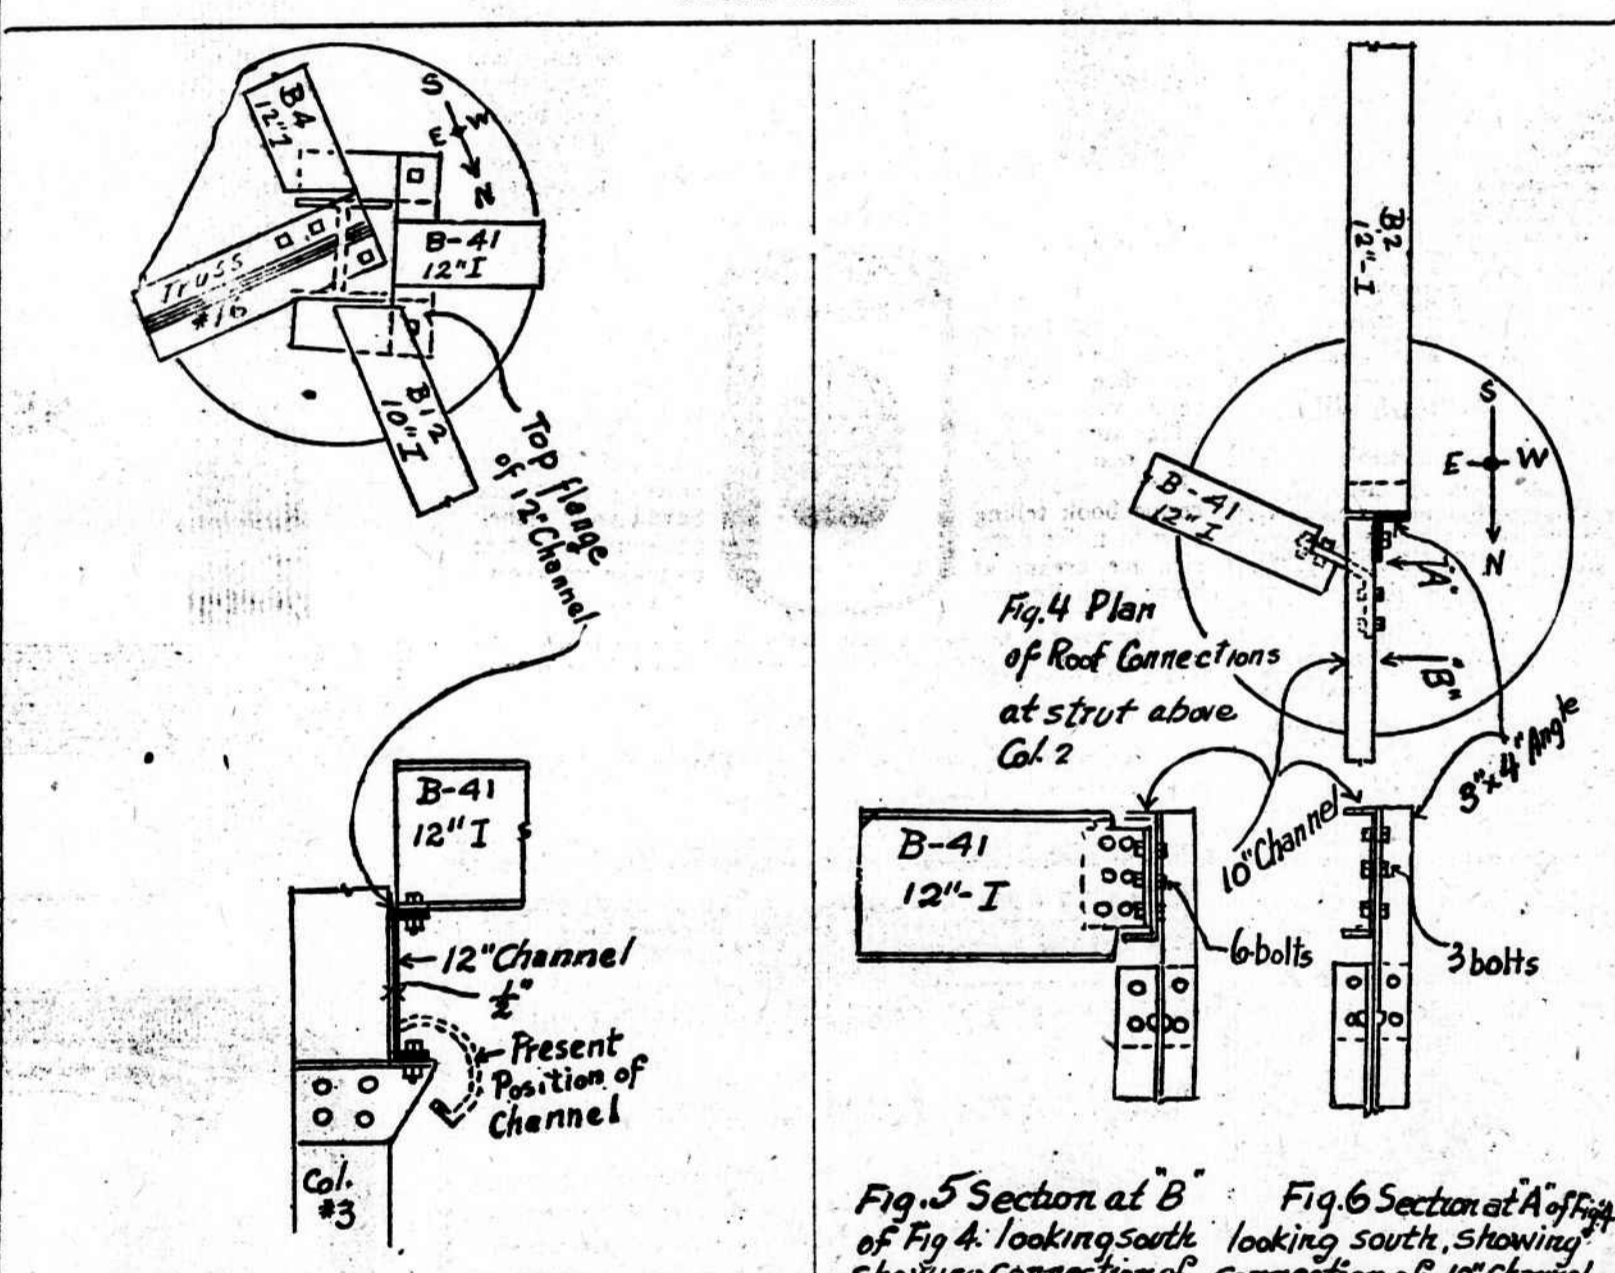 B4
12"I
S
W
E
N
B-41
12"I
Truss
#16
B12
10"I
Top flange
of 12" Channel
B-41
12" I
12" Channel
1/2"
Present
Position of
Channel
Col.
#3
B2
12"-I
S
E
W
N
B-41
12" I
"A"
"B"
Fig.4 Plan
of Roof Connections
at strut above
Col. 2
3"x4" Angle
10" Channel
B-41
12"-I
6-bolts
3 bolts
Fig.5 Section at "B"
of Fig 4. looking south
Fig.6 Section at "A" of Fig 4.
looking south, showing